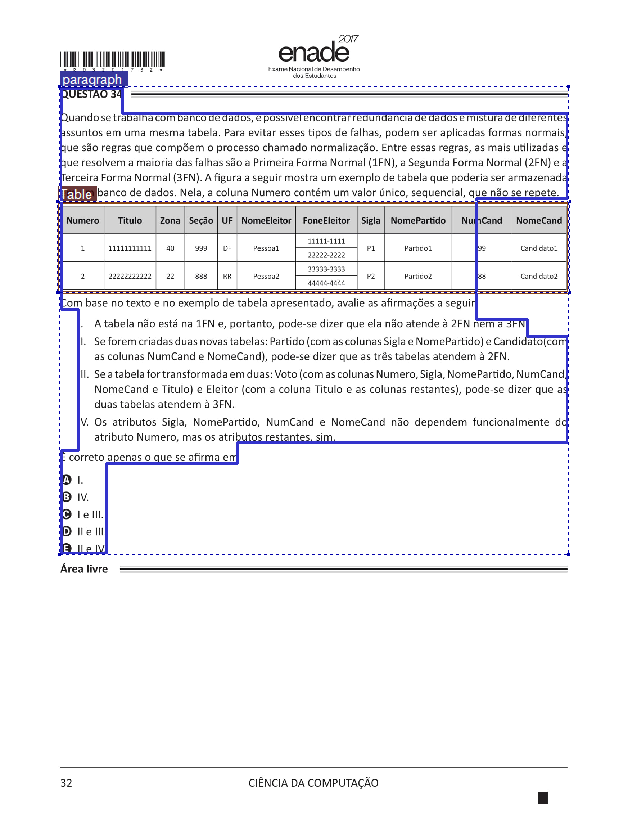 2017
enade
Exame Nacional de Desempenho
dos Estudantes
paragraph
QUESTÃO 34
Quando se trabalha com banco de dados, é possível encontrar redundância de dados e mistura de diferentes
assuntos em uma mesma tabela. Para evitar esses tipos de falhas, podem ser aplicadas formas normais,
que são regras que compõem o processo chamado normalização. Entre essas regras, as mais utilizadas e
que resolvem a maioria das falhas são a Primeira Forma Normal (1FN), a Segunda Forma Normal (2FN) e a
Terceira Forma Normal (3FN). A figura a seguir mostra um exemplo de tabela que poderia ser armazenada
Table banco de dados. Nela, a coluna Numero contém um valor único, sequencial, que não se repete.
Numero Titulo Zona Seção UF NomeEleitor FoneEleitor Sigla NomePartido NumCand NomeCand
1 11111111111 40 999 DF Pessoa1 11111-1111 P1 Partido1 99 Candidato1
22222-2222
2 22222222222 22 888 RR Pessoa2 33333-3333 P2 Partido2 88 Candidato2
44444-4444
Com base no texto e no exemplo de tabela apresentado, avalie as afirmações a seguir.
I. A tabela não está na 1FN e, portanto, pode-se dizer que ela não atende à 2FN nem à 3FN.
II. Se forem criadas duas novas tabelas: Partido (com as colunas Sigla e NomePartido) e Candidato (com
as colunas NumCand e NomeCand), pode-se dizer que as três tabelas atendem à 2FN.
III. Se a tabela for transformada em duas: Voto (com as colunas Numero, Sigla, NomePartido, NumCand,
NomeCand e Titulo) e Eleitor (com a coluna Titulo e as colunas restantes), pode-se dizer que as
duas tabelas atendem à 3FN.
IV. Os atributos Sigla, NomePartido, NumCand e NomeCand não dependem funcionalmente do
atributo Numero, mas os atributos restantes, sim.
É correto apenas o que se afirma em
A I.
B IV.
C I e III.
D II e III.
E II e IV.
Área livre
32 CIÊNCIA DA COMPUTAÇÃO